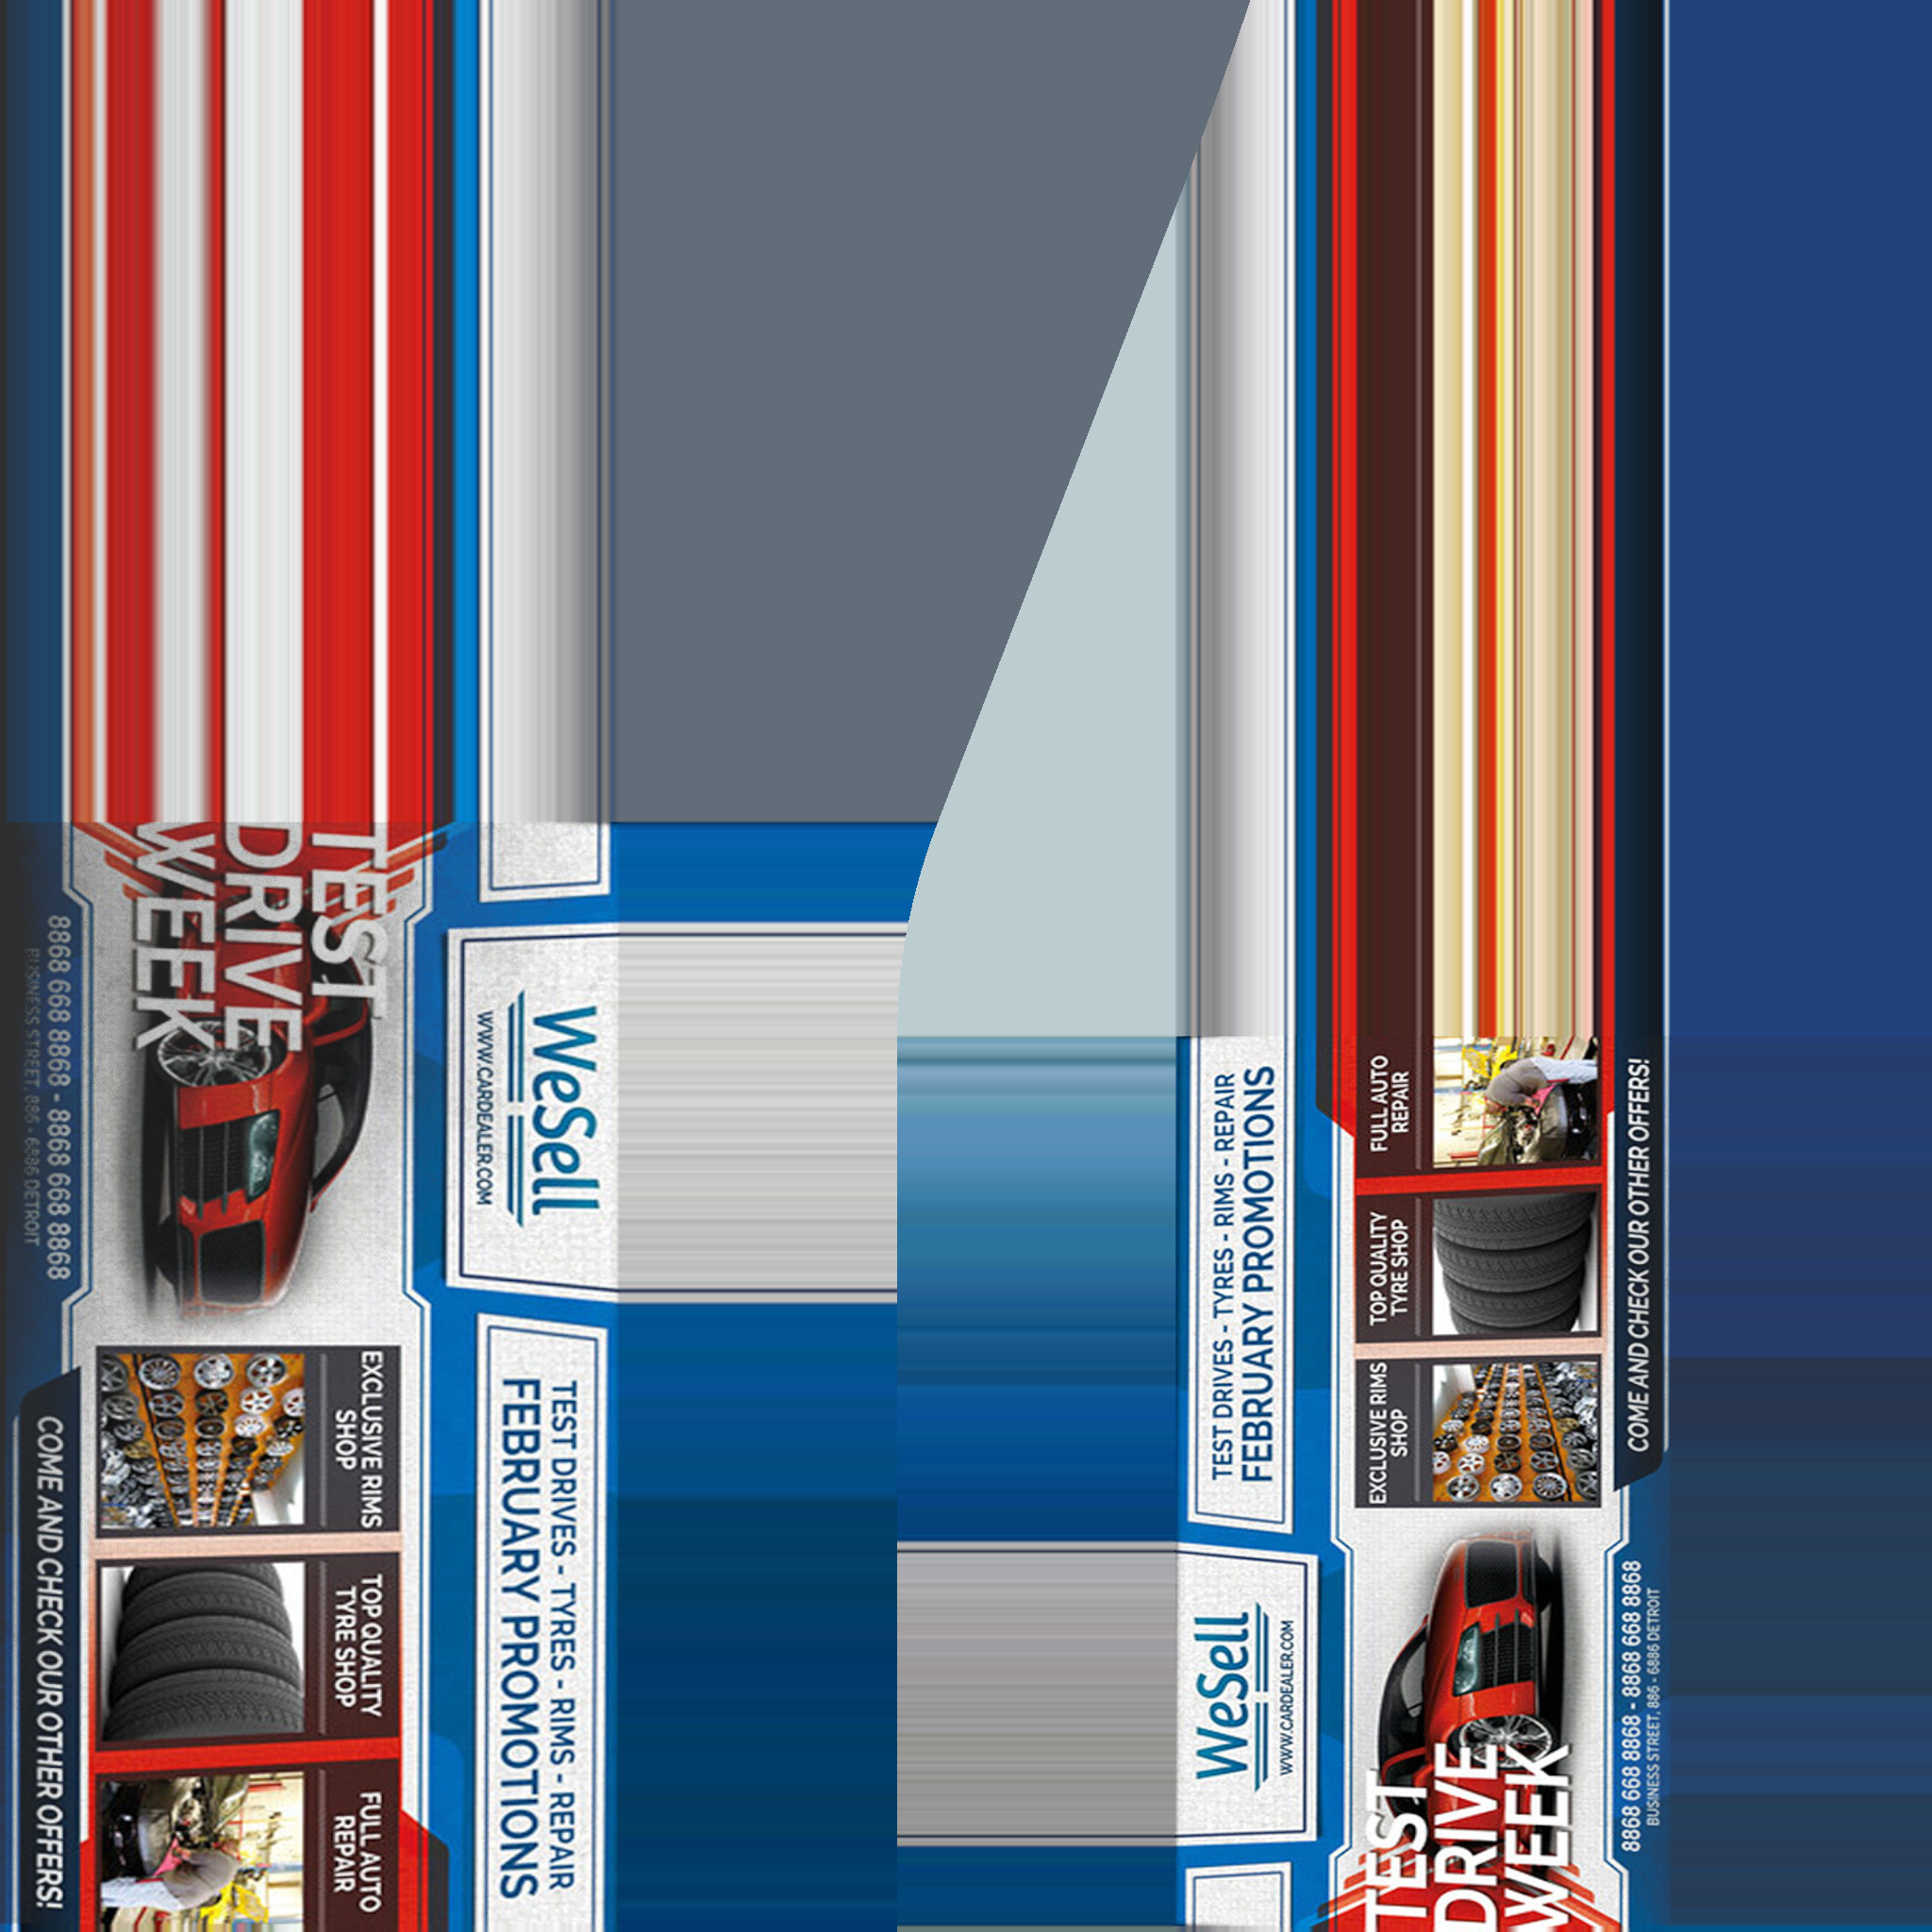 TEST
DRIVE
WEEK
8868 668 8868 - 8868 668 8868
BUSINESS STREET, 886 - 6886 DETROIT
WeSell
WWW.CARDEALER.COM
EXCLUSIVE RIMS
SHOP
TOP QUALITY
TYRE SHOP
FULL AUTO
REPAIR
COME AND CHECK OUR OTHER OFFERS!
TEST DRIVES - TYRES - RIMS - REPAIR
FEBRUARY PROMOTIONS
TEST DRIVES - TYRES - RIMS - REPAIR
FEBRUARY PROMOTIONS
FULL AUTO
REPAIR
TOP QUALITY
TYRE SHOP
EXCLUSIVE RIMS
SHOP
COME AND CHECK OUR OTHER OFFERS!
WeSell
WWW.CARDEALER.COM
TEST
DRIVE
WEEK
8868 668 8868 - 8868 668 8868
BUSINESS STREET, 886 - 6886 DETROIT